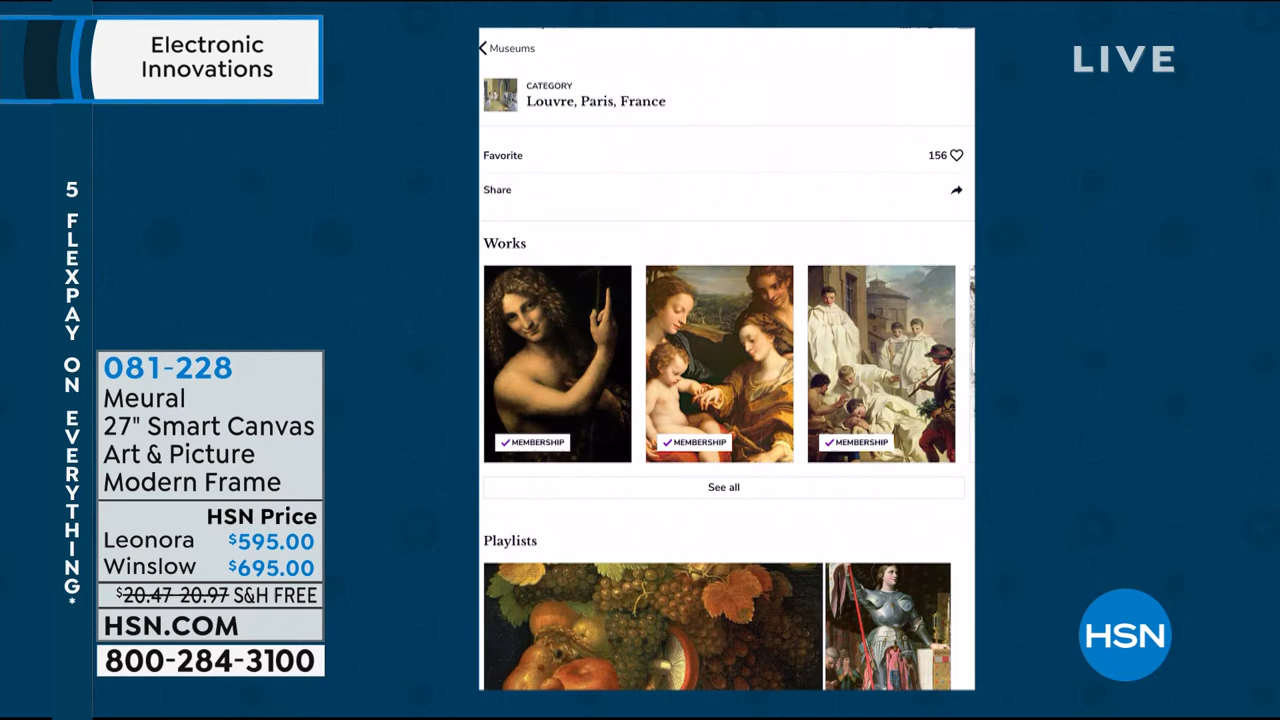 Electronic
Innovations
LIVE
5 FLEXPAY ON EVERYTHING*
081-228
Meural
27" Smart Canvas
Art & Picture
Modern Frame
HSN Price
Leonora $595.00
Winslow $695.00
$20.47-20.97 S&H FREE
HSN.COM
800-284-3100
Museums
CATEGORY
Louvre, Paris, France
Favorite 156
Share
Works
MEMBERSHIP MEMBERSHIP MEMBERSHIP
See all
Playlists
HSN